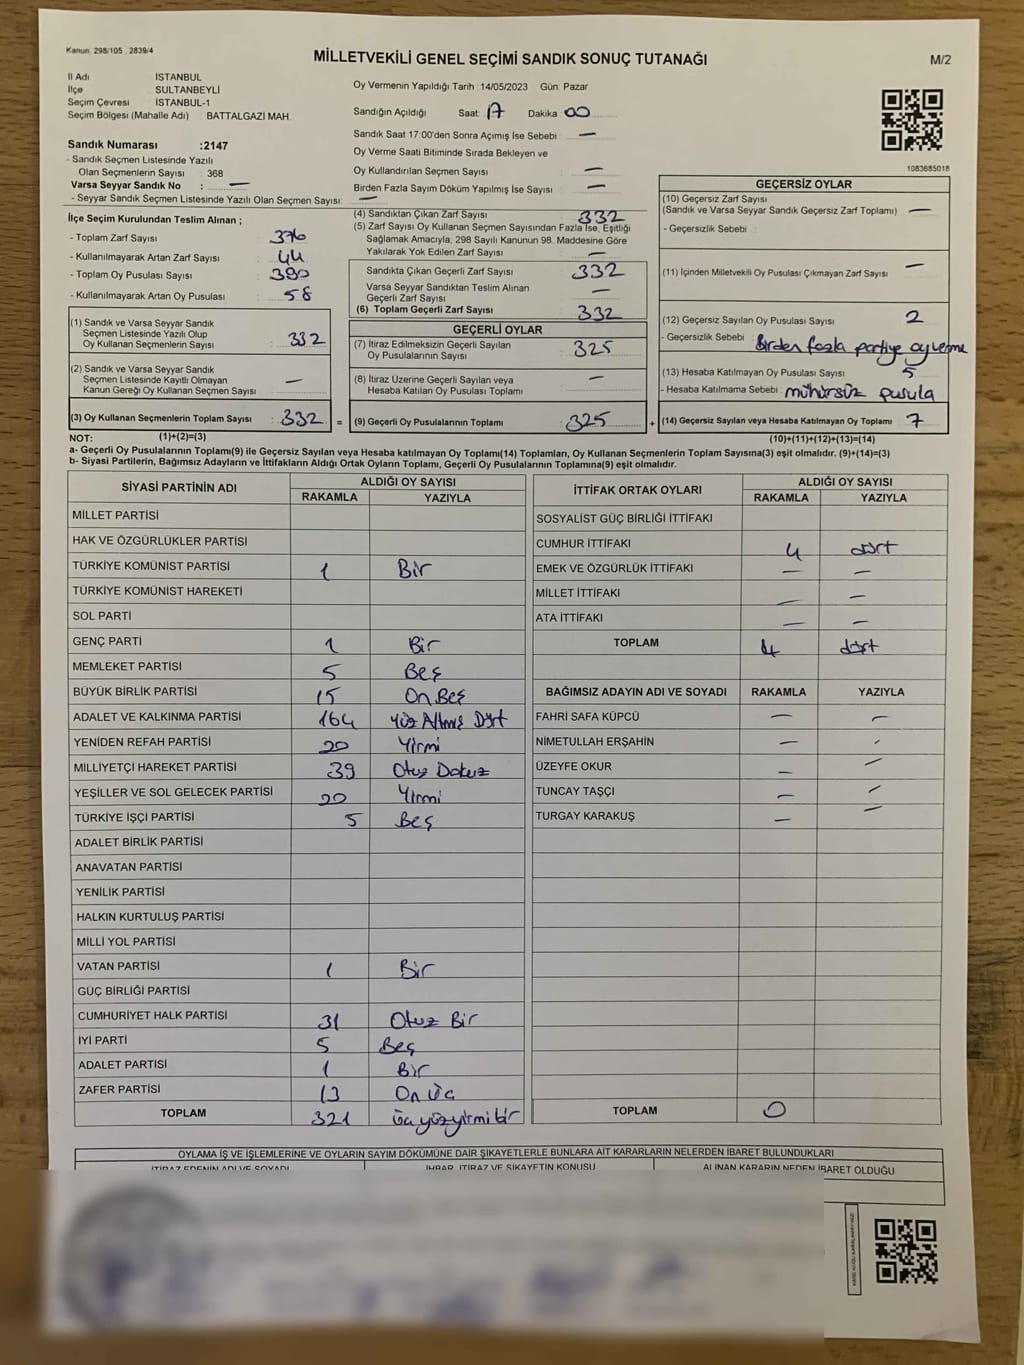 Kanun: 298/105 , 2839/4
MİLLETVEKİLİ GENEL SEÇİMİ SANDIK SONUÇ TUTANAĞI
M/2
İl Adı İSTANBUL
İlçe SULTANBEYLİ
Seçim Çevresi İSTANBUL-1
Seçim Bölgesi (Mahalle Adı) : BATTALGAZİ MAH.
Oy Vermenin Yapıldığı Tarih :14/05/2023 Gün: Pazar
Sandığın Açıldığı Saat: 17 Dakika: 00
Sandık Saat 17:00'den Sonra Açımış İse Sebebi : —
Oy Verme Saati Bitiminde Sırada Bekleyen ve
Oy Kullandırılan Seçmen Sayısı : —
Birden Fazla Sayım Döküm Yapılmış İse Sayısı : —
1083685018
Sandık Numarası :2147
- Sandık Seçmen Listesinde Yazılı
Olan Seçmenlerin Sayısı : 368
Varsa Seyyar Sandık No : —
- Seyyar Sandık Seçmen Listesinde Yazılı Olan Seçmen Sayısı: —
İlçe Seçim Kurulundan Teslim Alınan ;
- Toplam Zarf Sayısı : 376
- Kullanılmayarak Artan Zarf Sayısı : 44
- Toplam Oy Pusulası Sayısı : 390
- Kullanılmayarak Artan Oy Pusulası : 58
(1) Sandık ve Varsa Seyyar Sandık
Seçmen Listesinde Yazılı Olup
Oy Kullanan Seçmenlerin Sayısı : 332
(2) Sandık ve Varsa Seyyar Sandık
Seçmen Listesinde Kayıtlı Olmayan
Kanun Gereği Oy Kullanan Seçmen Sayısı : —
(3) Oy Kullanan Seçmenlerin Toplam Sayısı : 332 =
(4) Sandıktan Çıkan Zarf Sayısı : 332
(5) Zarf Sayısı Oy Kullanan Seçmen Sayısından Fazla İse, Eşitliği
Sağlamak Amacıyla, 298 Sayılı Kanunun 98. Maddesine Göre
Yakılarak Yok Edilen Zarf Sayısı : —
Sandıkta Çıkan Geçerli Zarf Sayısı : 332
Varsa Seyyar Sandıktan Teslim Alınan
Geçerli Zarf Sayısı : —
(6) Toplam Geçerli Zarf Sayısı : 332
GEÇERLİ OYLAR
(7) İtiraz Edilmeksizin Geçerli Sayılan
Oy Pusulalarının Sayısı : 325
(8) İtiraz Üzerine Geçerli Sayılan veya
Hesaba Katılan Oy Pusulası Toplamı : —
(9) Geçerli Oy Pusulalarının Toplamı : 325 +
GEÇERSİZ OYLAR
(10) Geçersiz Zarf Sayısı
(Sandık ve Varsa Seyyar Sandık Geçersiz Zarf Toplamı) : —
- Geçersizlik Sebebi :
(11) İçinden Milletvekili Oy Pusulası Çıkmayan Zarf Sayısı : —
(12) Geçersiz Sayılan Oy Pusulası Sayısı : 2
- Geçersizlik Sebebi : Birden fazla partiye oy verme
(13) Hesaba Katılmayan Oy Pusulası Sayısı : 5
- Hesaba Katılmama Sebebi : mühürsüz pusula
(14) Geçersiz Sayılan veya Hesaba Katılmayan Oy Toplamı : 7
NOT: (1)+(2)=(3)
(10)+(11)+(12)+(13)=(14)
a- Geçerli Oy Pusulalarının Toplamı(9) ile Geçersiz Sayılan veya Hesaba katılmayan Oy Toplamı(14) Toplamları, Oy Kullanan Seçmenlerin Toplam Sayısına(3) eşit olmalıdır. (9)+(14)=(3)
b- Siyasi Partilerin, Bağımsız Adayların ve İttifakların Aldığı Ortak Oyların Toplamı, Geçerli Oy Pusulalarının Toplamına(9) eşit olmalıdır.
SİYASİ PARTİNİN ADI ALDIĞI OY SAYISI
RAKAMLA YAZIYLA
MİLLET PARTİSİ
HAK VE ÖZGÜRLÜKLER PARTİSİ
TÜRKİYE KOMÜNİST PARTİSİ 1 Bir
TÜRKİYE KOMÜNİST HAREKETİ
SOL PARTİ
GENÇ PARTİ 1 Bir
MEMLEKET PARTİSİ 5 Beş
BÜYÜK BİRLİK PARTİSİ 15 On Beş
ADALET VE KALKINMA PARTİSİ 164 Yüz Altmış Dört
YENİDEN REFAH PARTİSİ 20 Yirmi
MİLLİYETÇİ HAREKET PARTİSİ 39 Otuz Dokuz
YEŞİLLER VE SOL GELECEK PARTİSİ 20 Yirmi
TÜRKİYE İŞÇİ PARTİSİ 5 Beş
ADALET BİRLİK PARTİSİ
ANAVATAN PARTİSİ
YENİLİK PARTİSİ
HALKIN KURTULUŞ PARTİSİ
MİLLİ YOL PARTİSİ
VATAN PARTİSİ 1 Bir
GÜÇ BİRLİĞİ PARTİSİ
CUMHURİYET HALK PARTİSİ 31 Otuz Bir
İYİ PARTİ 5 Beş
ADALET PARTİSİ 1 Bir
ZAFER PARTİSİ 13 On Üç
TOPLAM 321 üç yüz yirmi bir
İTTİFAK ORTAK OYLARI ALDIĞI OY SAYISI
RAKAMLA YAZIYLA
SOSYALİST GÜÇ BİRLİĞİ İTTİFAKI
CUMHUR İTTİFAKI 4 dört
EMEK VE ÖZGÜRLÜK İTTİFAKI — —
MİLLET İTTİFAKI — —
ATA İTTİFAKI — —
TOPLAM 4 dört
BAĞIMSIZ ADAYIN ADI VE SOYADI RAKAMLA YAZIYLA
FAHRİ SAFA KÜPCÜ — —
NİMETULLAH ERŞAHİN — —
ÜZEYFE OKUR — —
TUNCAY TAŞÇI — —
TURGAY KARAKUŞ — —
TOPLAM 0
OYLAMA İŞ VE İŞLEMLERİNE VE OYLARIN SAYIM DÖKÜMÜNE DAİR ŞİKAYETLERLE BUNLARA AİT KARARLARIN NELERDEN İBARET BULUNDUKLARI
İTİRAZ EDENİN ADI VE SOYADI İHBAR, İTİRAZ VE ŞİKAYETİN KONUSU ALINAN KARARIN NEDEN İBARET OLDUĞU